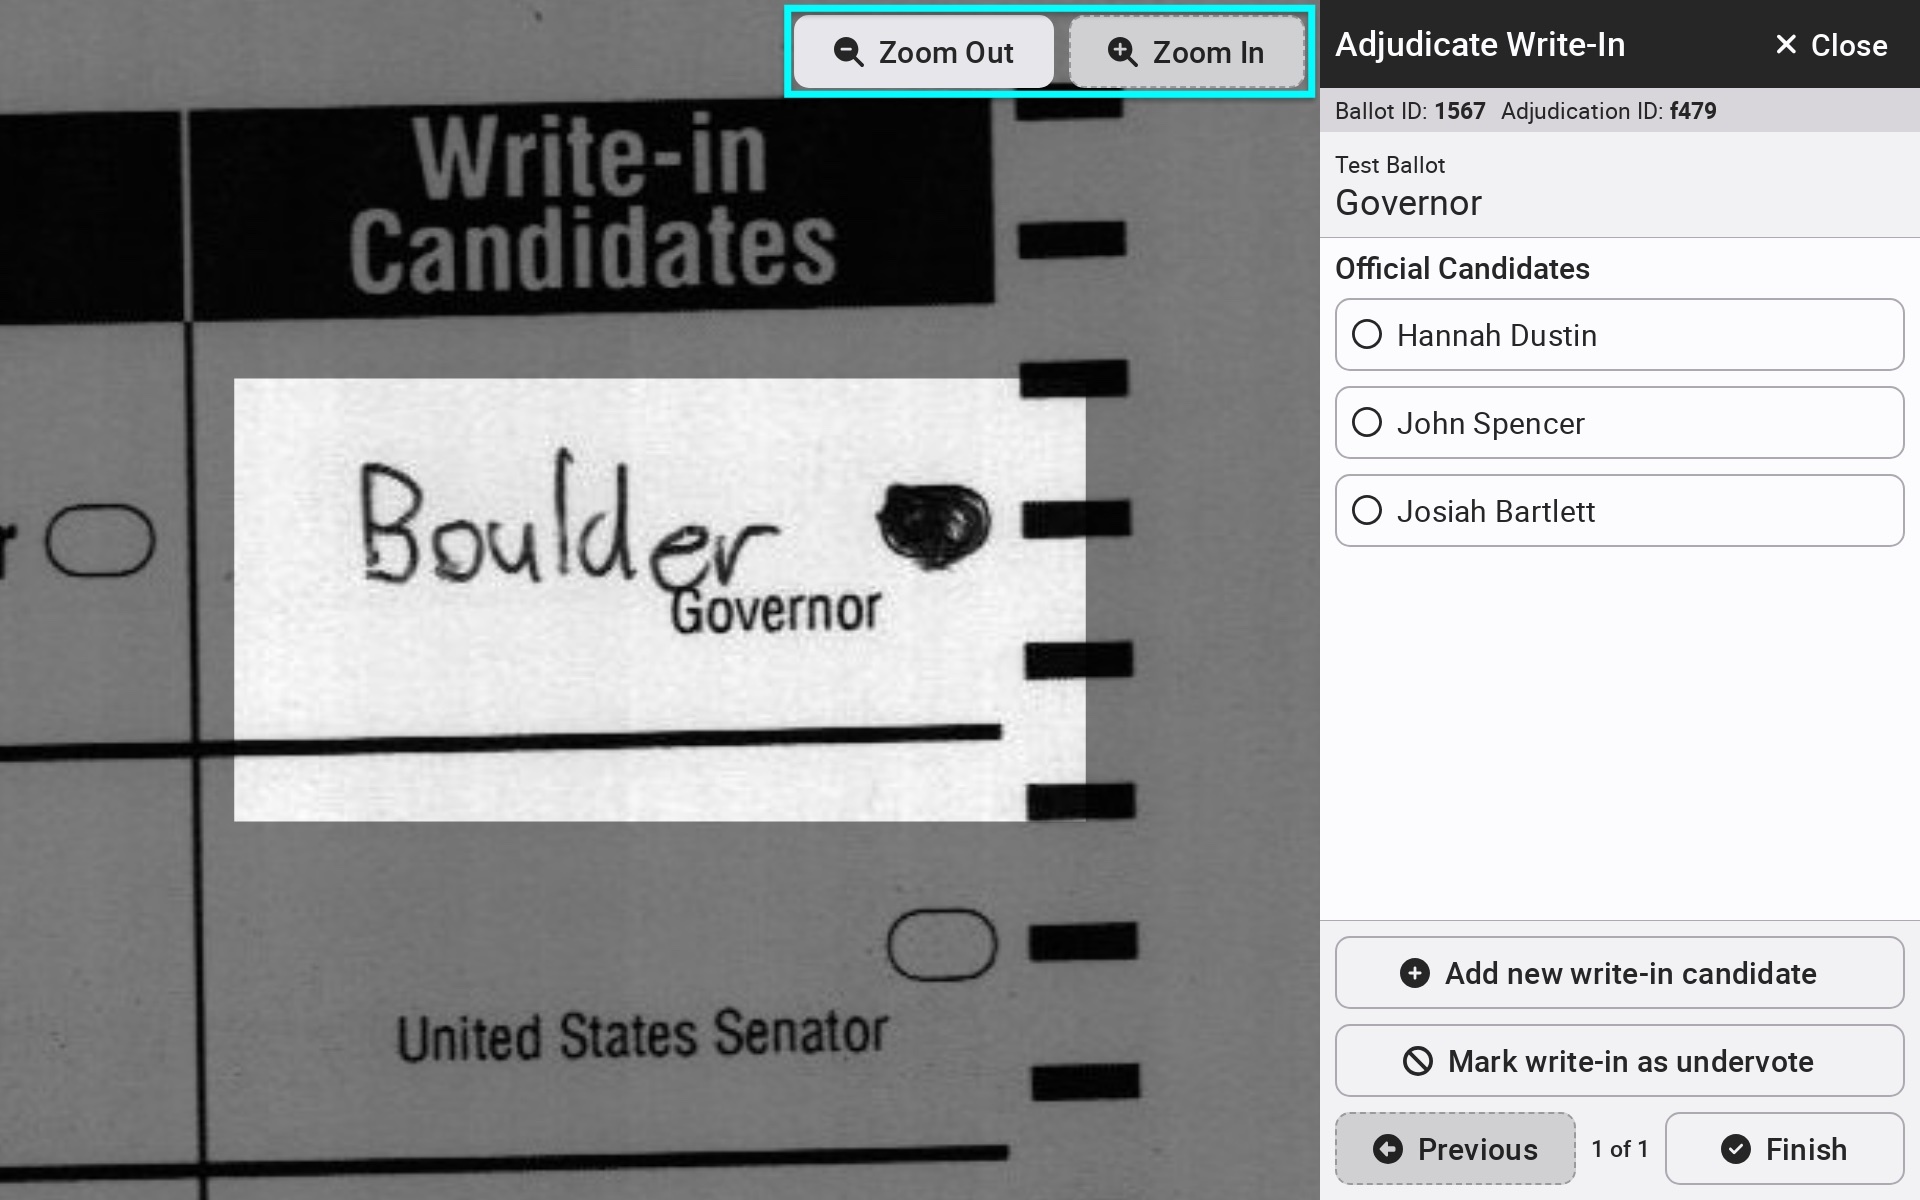 Zoom Out
Zoom In
Write-in
Candidates
r
Boulder
Governor
United States Senator
Adjudicate Write-In
Close
Ballot ID: 1567 Adjudication ID: f479
Test Ballot
Governor
Official Candidates
Hannah Dustin
John Spencer
Josiah Bartlett
Add new write-in candidate
Mark write-in as undervote
Previous
1 of 1
Finish